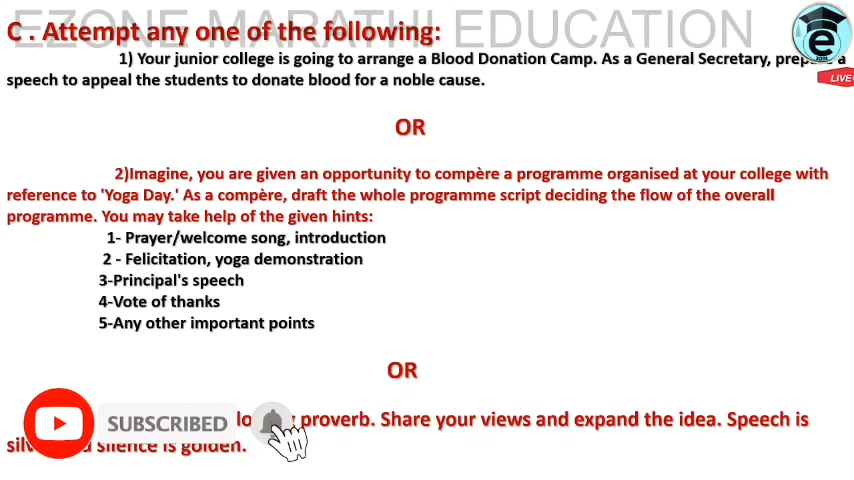 EZONE MARATHI EDUCATION
C . Attempt any one of the following:
1) Your junior college is going to arrange a Blood Donation Camp. As a General Secretary, prepare a
speech to appeal the students to donate blood for a noble cause.
OR
2)Imagine, you are given an opportunity to compère a programme organised at your college with
reference to 'Yoga Day.' As a compère, draft the whole programme script deciding the flow of the overall
programme. You may take help of the given hints:
1- Prayer/welcome song, introduction
2 - Felicitation, yoga demonstration
3-Principal's speech
4-Vote of thanks
5-Any other important points
OR
proverb. Share your views and expand the idea. Speech is
silence is golden.
SUBSCRIBED
e
LIVE